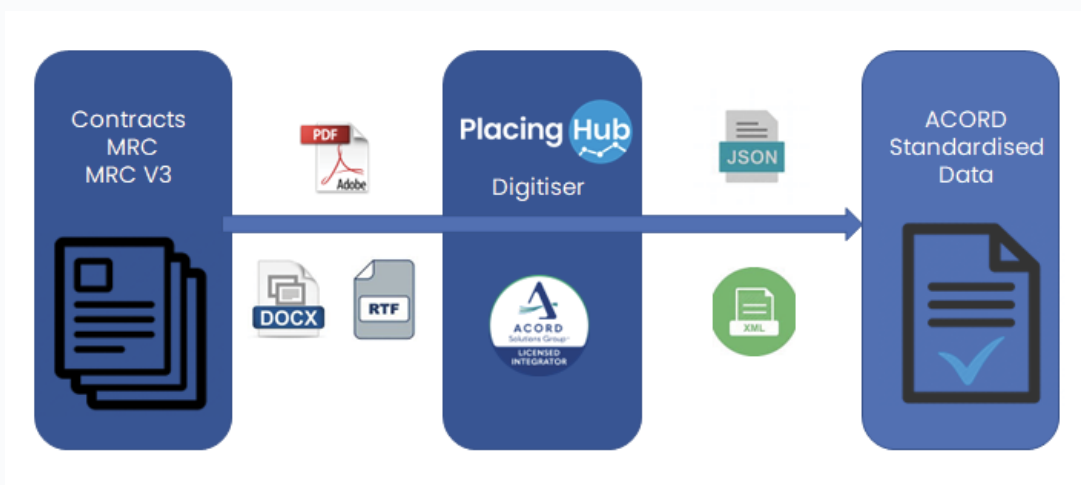 Contracts
MRC
MRC V3
PDF
Adobe
DOCX
RTF
Placing Hub
Digitiser
ACORD
Solutions Group
LICENSED
INTEGRATOR
JSON
XML
ACORD
Standardised
Data